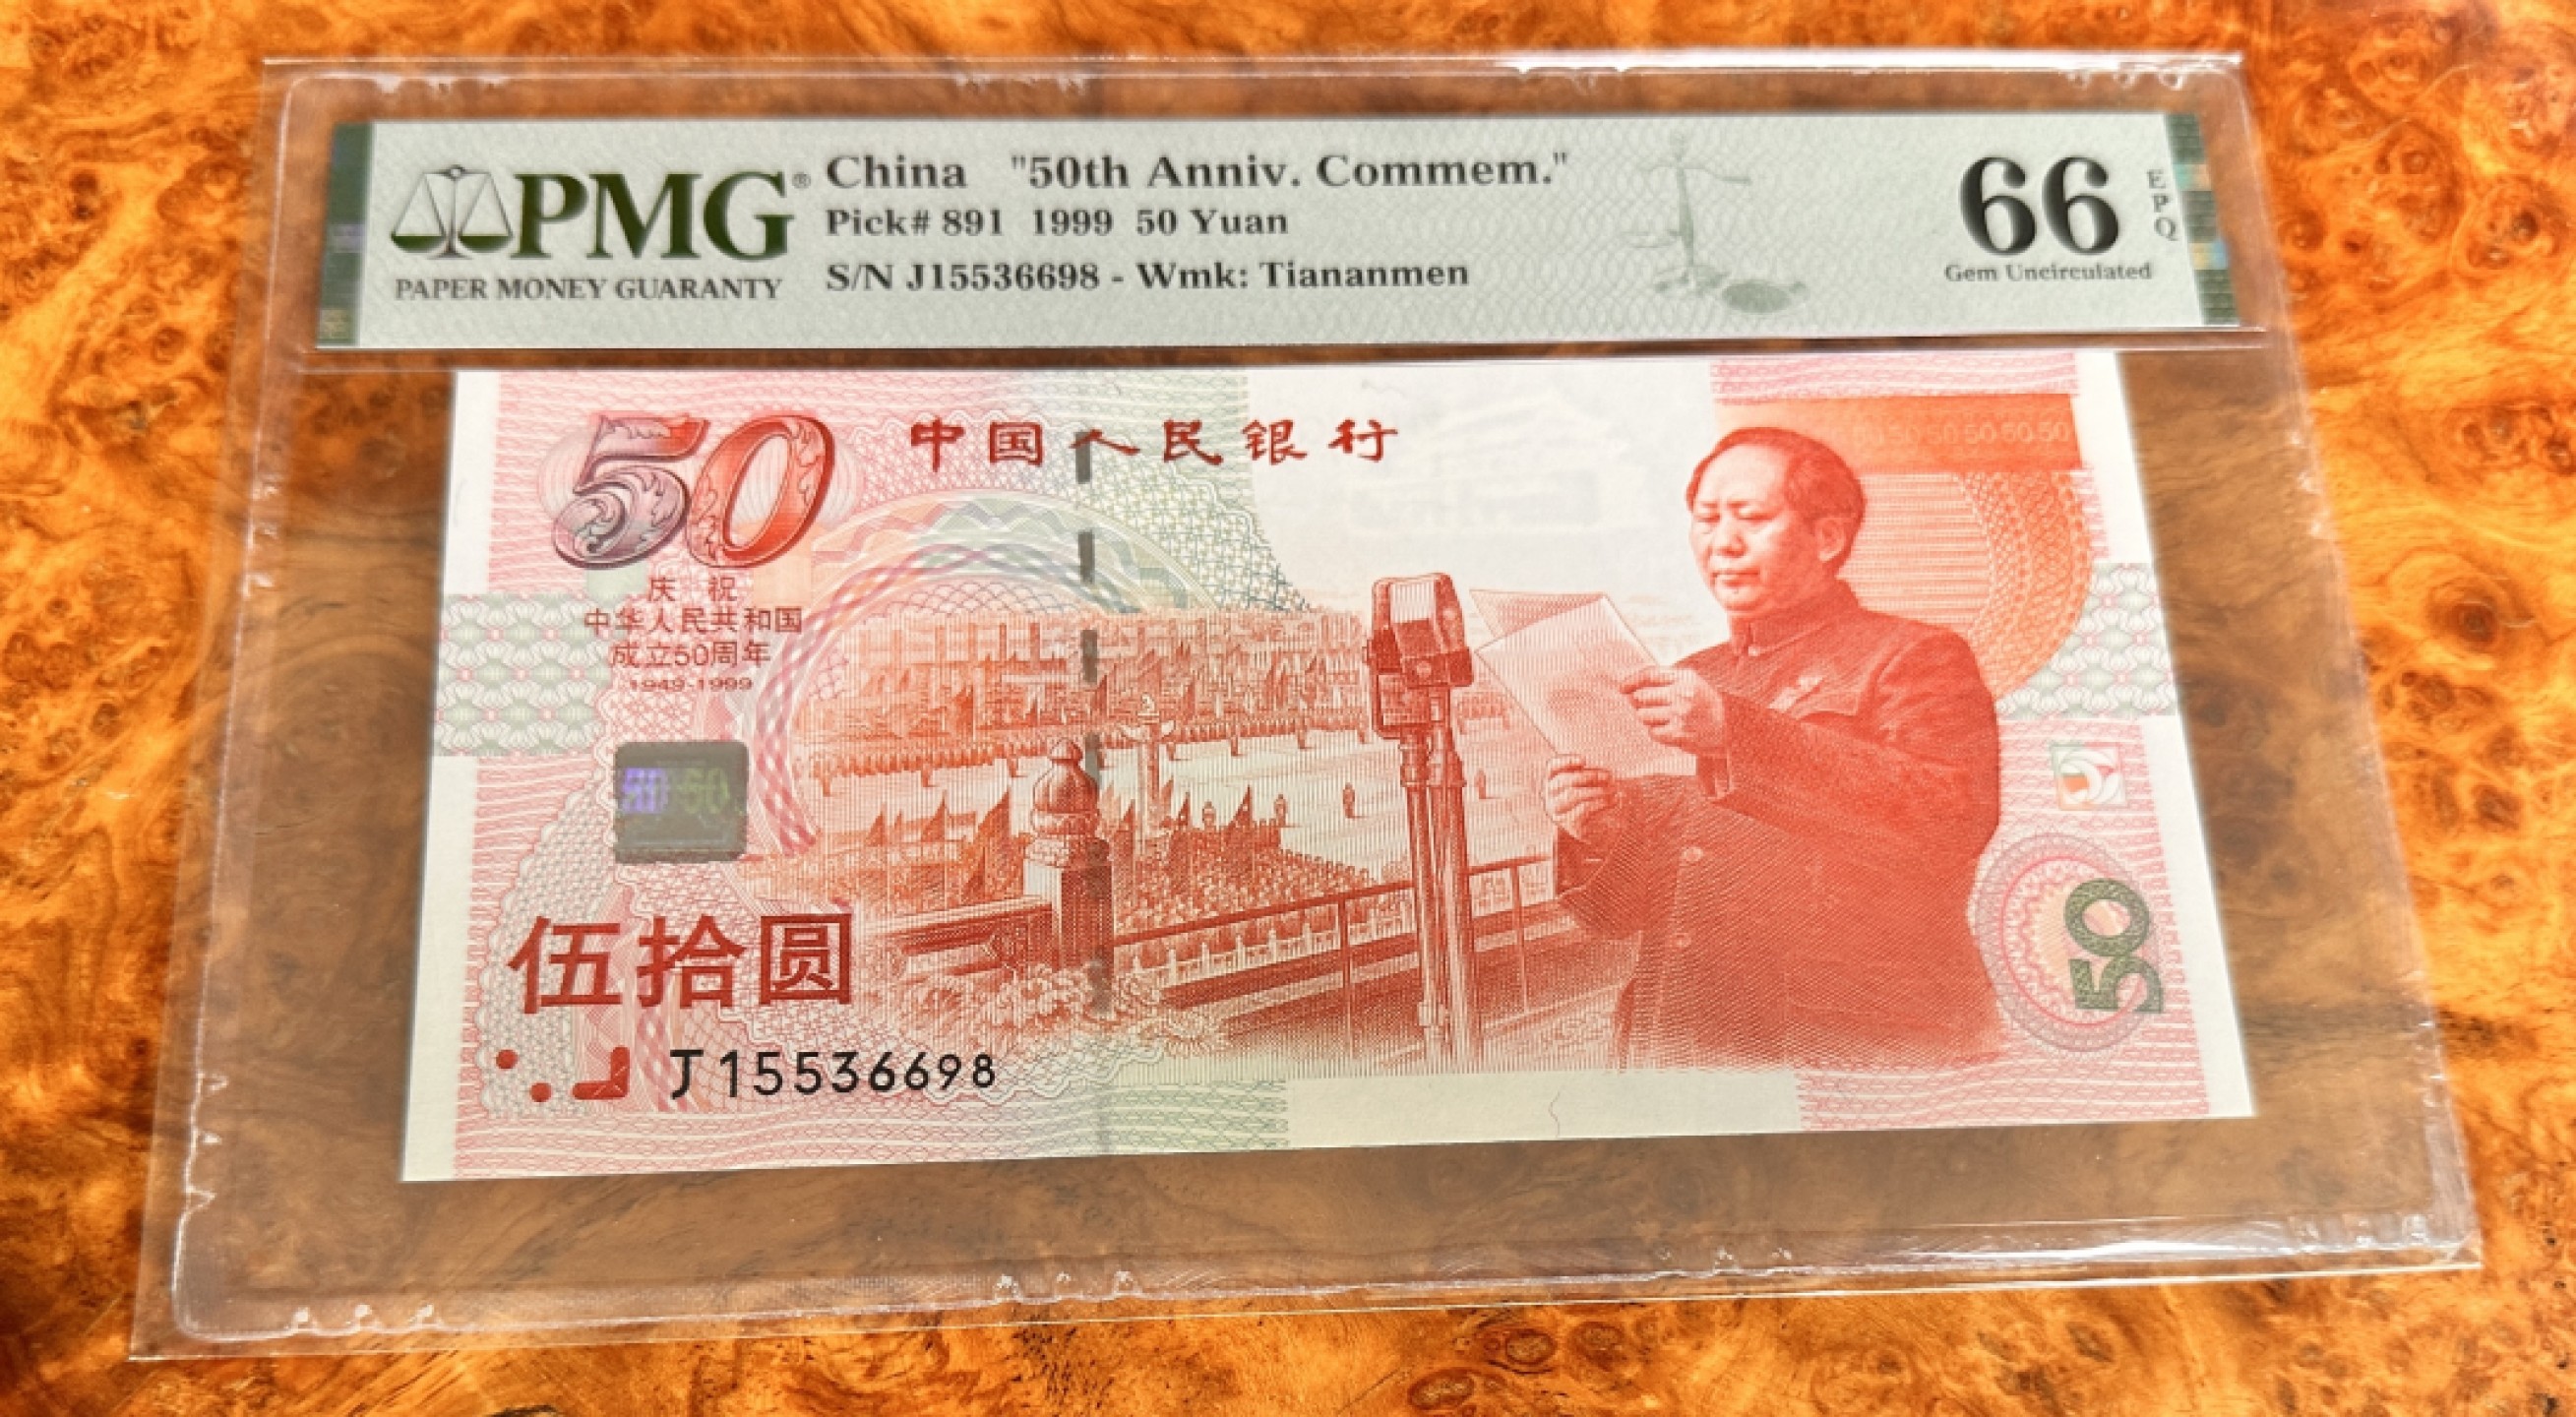 PMG®
PAPER MONEY GUARANTY
China "50th Anniv. Commem."
Pick# 891 1999 50 Yuan
S/N J15536698 - Wmk: Tiananmen
66
EPQ
Gem Uncirculated
50
中国人民银行
庆祝
中华人民共和国
成立50周年
1949-1999
伍拾圆
J15536698
50